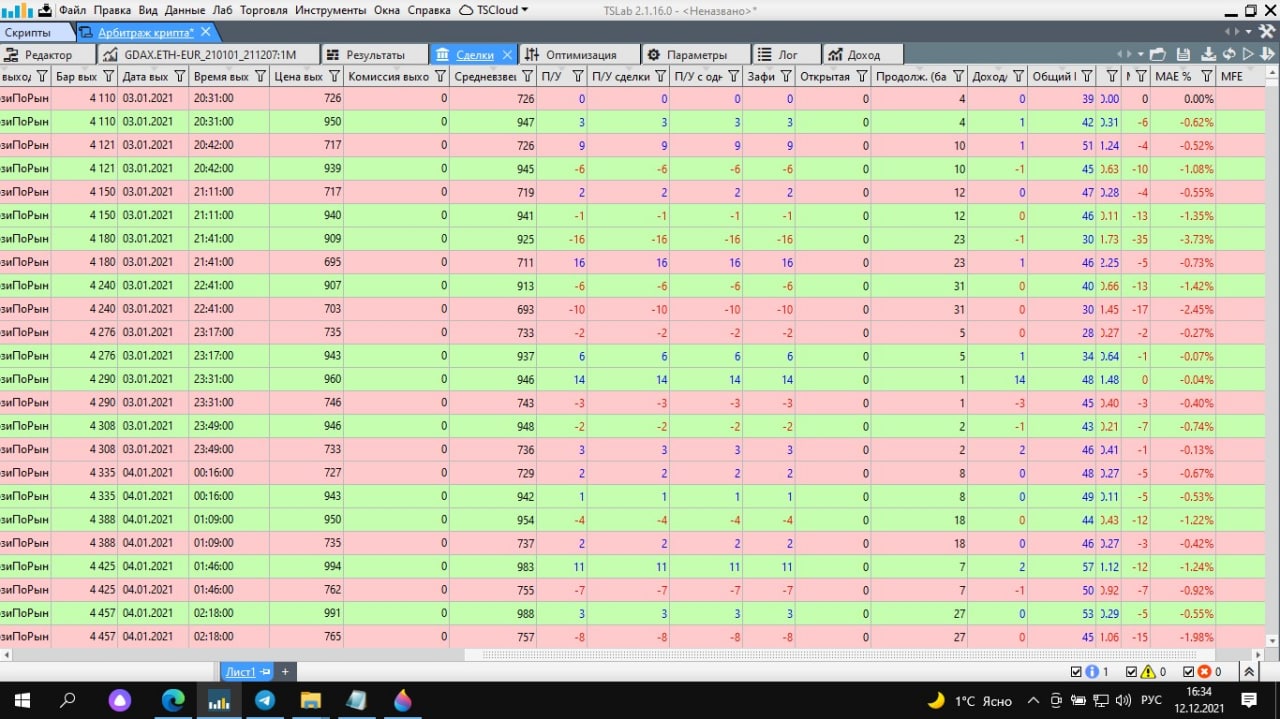 Файл Правка Вид Данные Лаб Торговля Инструменты Окна Справка TSCloud TSLab 2.1.16.0 - <Неназвано>*
Скрипты Арбитраж крипта*
Редактор GDAX.ETH-EUR_210101_211207:1M Результаты Сделки Оптимизация Параметры Лог Доход
выход Бар вых Дата вых Время вых Цена вых Комиссия выхо Средневзвеш П/У П/У сделки П/У с одн Зафи Открытая Продолж. (ба Доход/ Общий MAE % MFE
зиПоРын 4 110 03.01.2021 20:31:00 726 0 726 0 0 0 0 0 4 0 39 0.00 0 0.00%
зиПоРын 4 110 03.01.2021 20:31:00 950 0 947 3 3 3 3 0 4 1 42 0.31 -6 -0.62%
зиПоРын 4 121 03.01.2021 20:42:00 717 0 726 9 9 9 9 0 10 1 51 1.24 -4 -0.52%
зиПоРын 4 121 03.01.2021 20:42:00 939 0 945 -6 -6 -6 -6 0 10 -1 45 0.63 -10 -1.08%
зиПоРын 4 150 03.01.2021 21:11:00 717 0 719 2 2 2 2 0 12 0 47 0.28 -4 -0.55%
зиПоРын 4 150 03.01.2021 21:11:00 940 0 941 -1 -1 -1 -1 0 12 0 46 0.11 -13 -1.35%
зиПоРын 4 180 03.01.2021 21:41:00 909 0 925 -16 -16 -16 -16 0 23 -1 30 1.73 -35 -3.73%
зиПоРын 4 180 03.01.2021 21:41:00 695 0 711 16 16 16 16 0 23 1 46 2.25 -5 -0.73%
зиПоРын 4 240 03.01.2021 22:41:00 907 0 913 -6 -6 -6 -6 0 31 0 40 0.66 -13 -1.42%
зиПоРын 4 240 03.01.2021 22:41:00 703 0 693 -10 -10 -10 -10 0 31 0 30 1.45 -17 -2.45%
зиПоРын 4 276 03.01.2021 23:17:00 735 0 733 -2 -2 -2 -2 0 5 0 28 0.27 -2 -0.27%
зиПоРын 4 276 03.01.2021 23:17:00 943 0 937 6 6 6 6 0 5 1 34 0.64 -1 -0.07%
зиПоРын 4 290 03.01.2021 23:31:00 960 0 946 14 14 14 14 0 1 14 48 1.48 0 -0.04%
зиПоРын 4 290 03.01.2021 23:31:00 746 0 743 -3 -3 -3 -3 0 1 -3 45 0.40 -3 -0.40%
зиПоРын 4 308 03.01.2021 23:49:00 946 0 948 -2 -2 -2 -2 0 2 -1 43 0.21 -7 -0.74%
зиПоРын 4 308 03.01.2021 23:49:00 733 0 736 3 3 3 3 0 2 2 46 0.41 -1 -0.13%
зиПоРын 4 335 04.01.2021 00:16:00 727 0 729 2 2 2 2 0 8 0 48 0.27 -5 -0.67%
зиПоРын 4 335 04.01.2021 00:16:00 943 0 942 1 1 1 1 0 8 0 49 0.11 -5 -0.53%
зиПоРын 4 388 04.01.2021 01:09:00 950 0 954 -4 -4 -4 -4 0 18 0 44 0.43 -12 -1.22%
зиПоРын 4 388 04.01.2021 01:09:00 735 0 737 2 2 2 2 0 18 0 46 0.27 -3 -0.42%
зиПоРын 4 425 04.01.2021 01:46:00 994 0 983 11 11 11 11 0 7 2 57 1.12 -12 -1.24%
зиПоРын 4 425 04.01.2021 01:46:00 762 0 755 -7 -7 -7 -7 0 7 -1 50 0.92 -7 -0.92%
зиПоРын 4 457 04.01.2021 02:18:00 991 0 988 3 3 3 3 0 27 0 53 0.29 -5 -0.55%
зиПоРын 4 457 04.01.2021 02:18:00 765 0 757 -8 -8 -8 -8 0 27 0 45 1.06 -15 -1.98%
Лист1 + 1 0 0
1°C Ясно РУС 16:34
12.12.2021